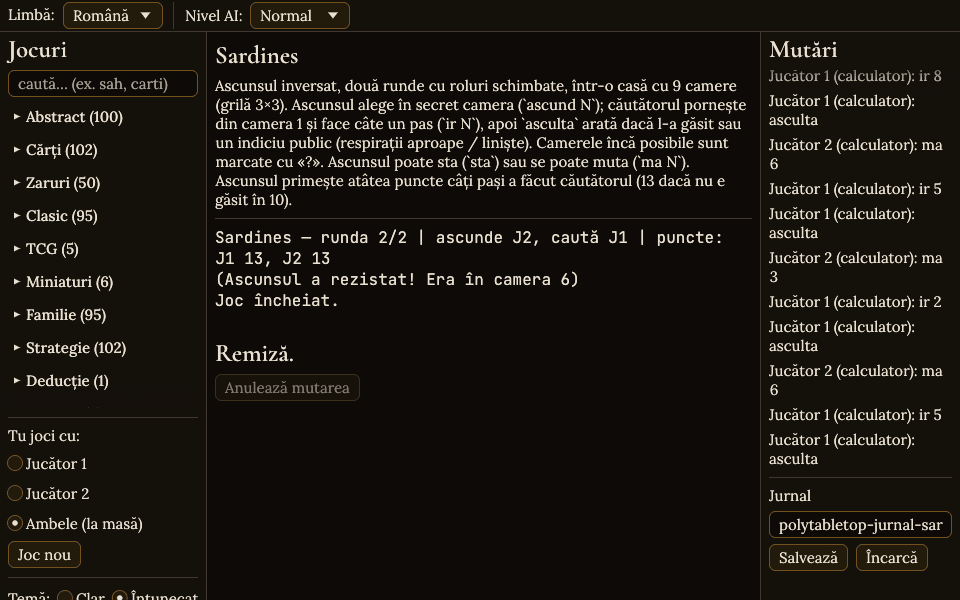 Limbă: Română ▼ Nivel AI: Normal ▼
Jocuri
caută... (ex. sah, carti)
▸ Abstract (100)
▸ Cărți (102)
▸ Zaruri (50)
▸ Clasic (95)
▸ TCG (5)
▸ Miniaturi (6)
▸ Familie (95)
▸ Strategie (102)
▸ Deducție (1)
Tu joci cu:
Jucător 1
Jucător 2
Ambele (la masă)
Joc nou
Temă: Clar Întunecat
Sardines
Ascunsul inversat, două runde cu roluri schimbate, într-o casă cu 9 camere
(grilă 3×3). Ascunsul alege în secret camera (`ascund N`); căutătorul pornește
din camera 1 și face câte un pas (`ir N`), apoi `asculta` arată dacă l-a găsit sau
un indiciu public (respirații aproape / liniște). Camerele încă posibile sunt
marcate cu «?». Ascunsul poate sta (`sta`) sau se poate muta (`ma N`).
Ascunsul primește atâtea puncte câți pași a făcut căutătorul (13 dacă nu e
găsit în 10).
Sardines — runda 2/2 | ascunde J2, caută J1 | puncte:
J1 13, J2 13
(Ascunsul a rezistat! Era în camera 6)
Joc încheiat.
Remiză.
Anulează mutarea
Mutări
Jucător 1 (calculator): ir 8
Jucător 1 (calculator):
asculta
Jucător 2 (calculator): ma
6
Jucător 1 (calculator): ir 5
Jucător 1 (calculator):
asculta
Jucător 2 (calculator): ma
3
Jucător 1 (calculator): ir 2
Jucător 1 (calculator):
asculta
Jucător 2 (calculator): ma
6
Jucător 1 (calculator): ir 5
Jucător 1 (calculator):
asculta
Jurnal
polytabletop-jurnal-sar
Salvează Încarcă